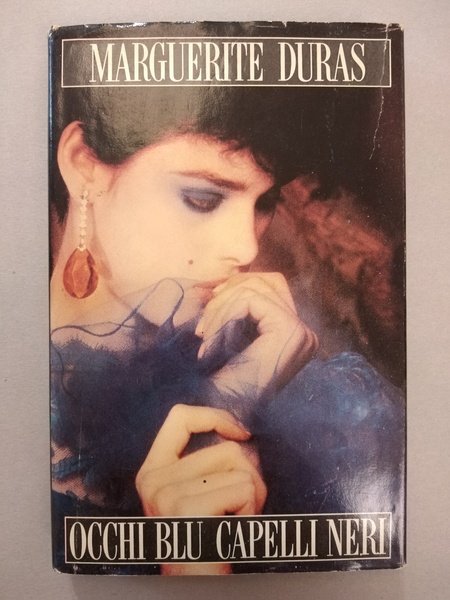 MARGUERITE DURAS
OCCHI BLU CAPELLI NERI